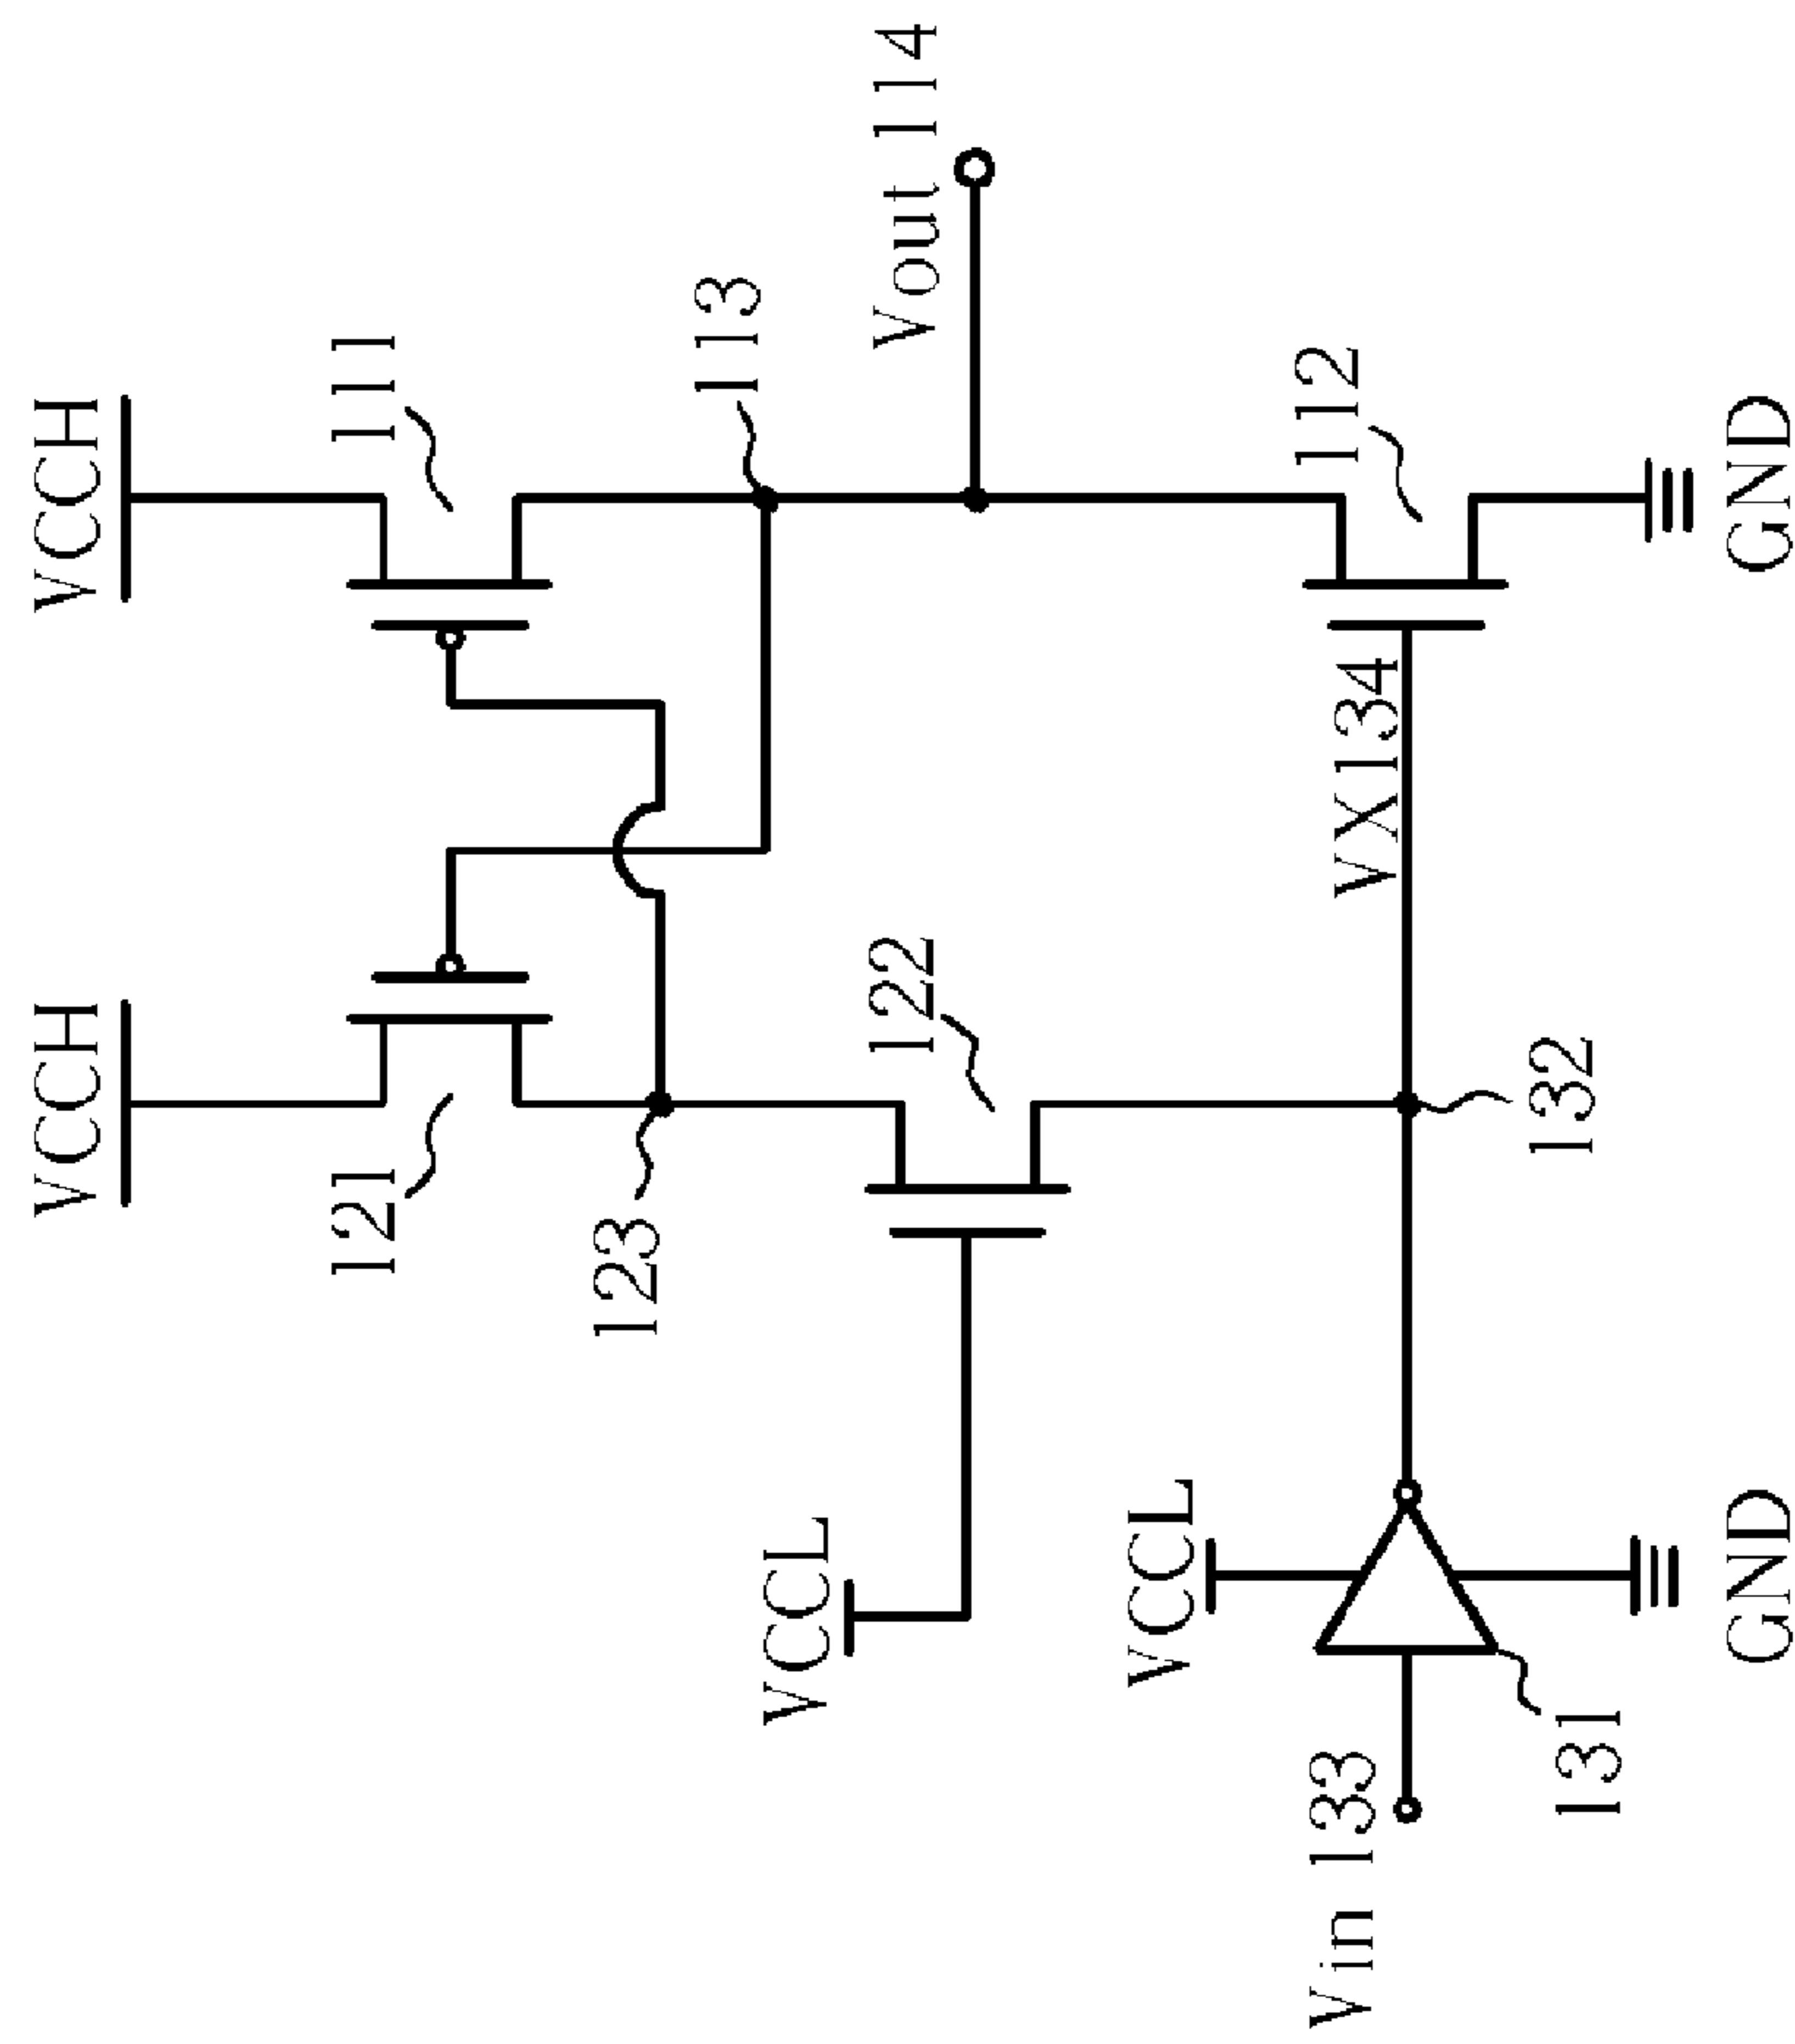 VCCH
VCCH
121
111
123
113
VCCL
122
Vout 114
VCCL
Vin 133
VX134
112
131
132
GND
GND